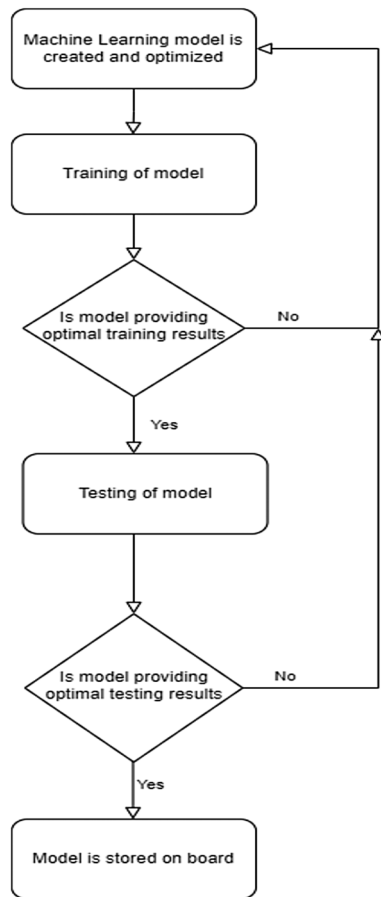 Machine Learning model is
created and optimized
Training of model
Is model providing
optimal training results
No
Yes
Testing of model
Is model providing
optimal testing results
No
Yes
Model is stored on board